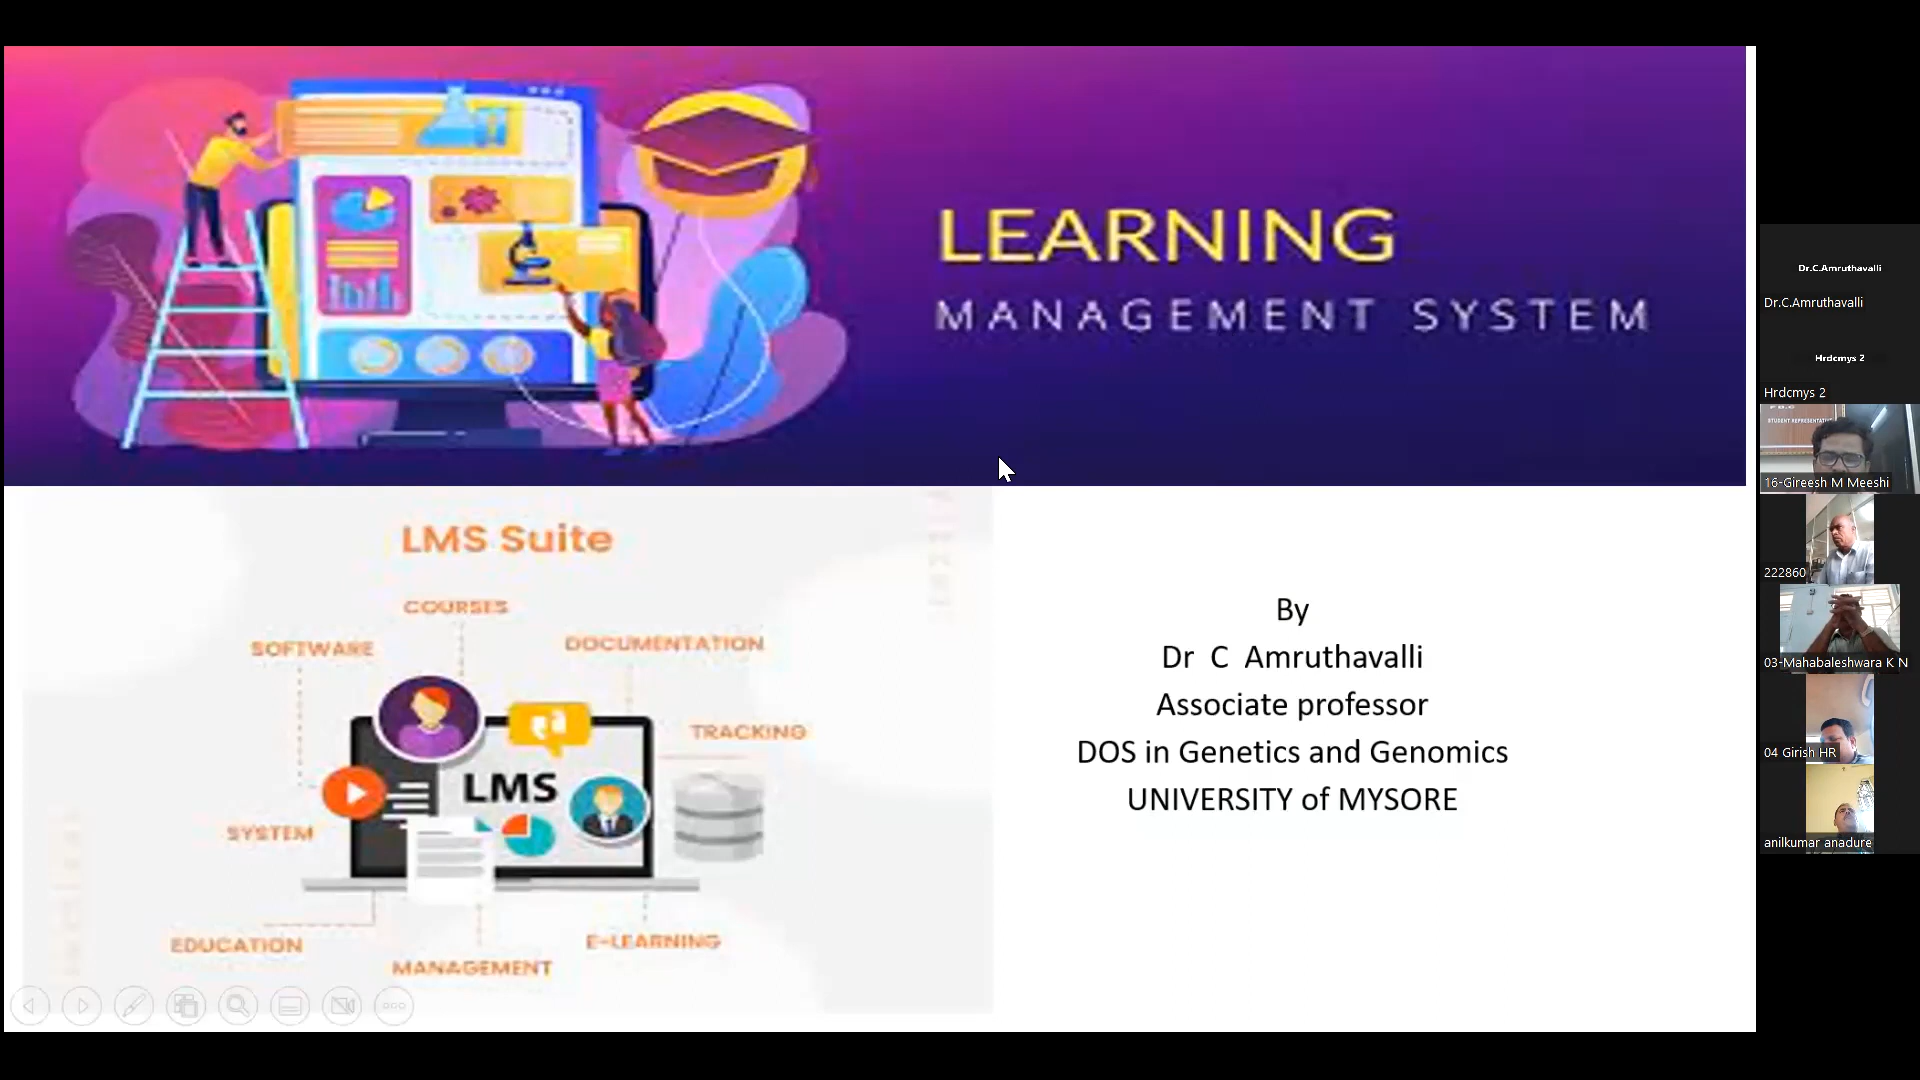 LEARNING
MANAGEMENT SYSTEM
LMS Suite
COURSES
SOFTWARE
DOCUMENTATION
TRACKING
LMS
SYSTEM
EDUCATION
E-LEARNING
MANAGEMENT
By
Dr C Amruthavalli
Associate professor
DOS in Genetics and Genomics
UNIVERSITY of MYSORE
Dr.C.Amruthavalli
Dr.C.Amruthavalli
Hrdcmys 2
Hrdcmys 2
STUDENT REPRESENTATIV
16-Gireesh M Meeshi
222860
03-Mahabaleshwara K N
04 Girish HR
anilkumar anadure